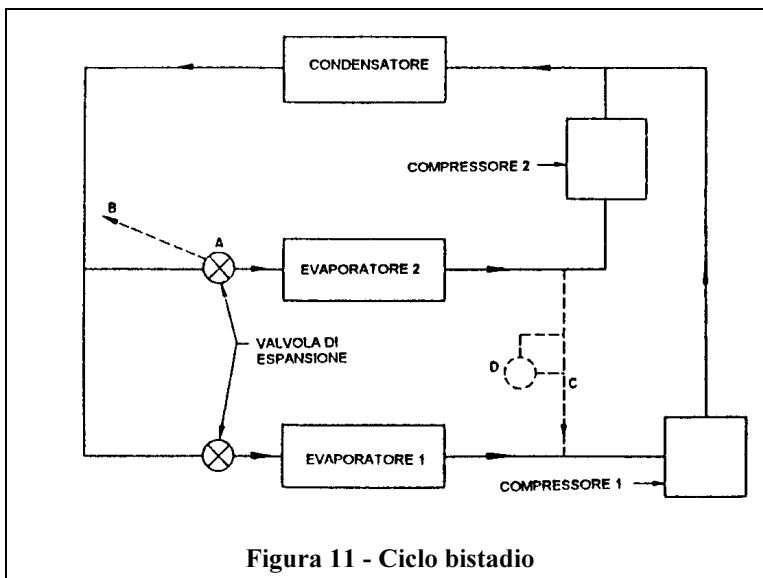 CONDENSATORE
COMPRESSORE 2
B
A
EVAPORATORE 2
VALVOLA DI
ESPANSIONE
D
C
EVAPORATORE 1
COMPRESSORE 1
Figura 11 - Ciclo bistadio